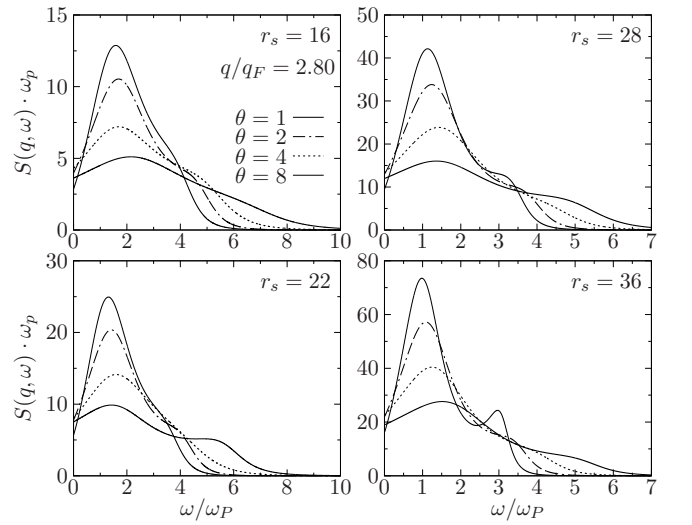 15
10
5
0
0 2 4 6 8 10
S(q, ω) · ω_p
r_s = 16
q/q_F = 2.80
θ = 1
θ = 2
θ = 4
θ = 8
50
40
30
20
10
0
0 1 2 3 4 5 6 7
r_s = 28
30
20
10
0
0 2 4 6 8 10
S(q, ω) · ω_p
ω/ω_P
r_s = 22
80
60
40
20
0
0 1 2 3 4 5 6 7
ω/ω_P
r_s = 36